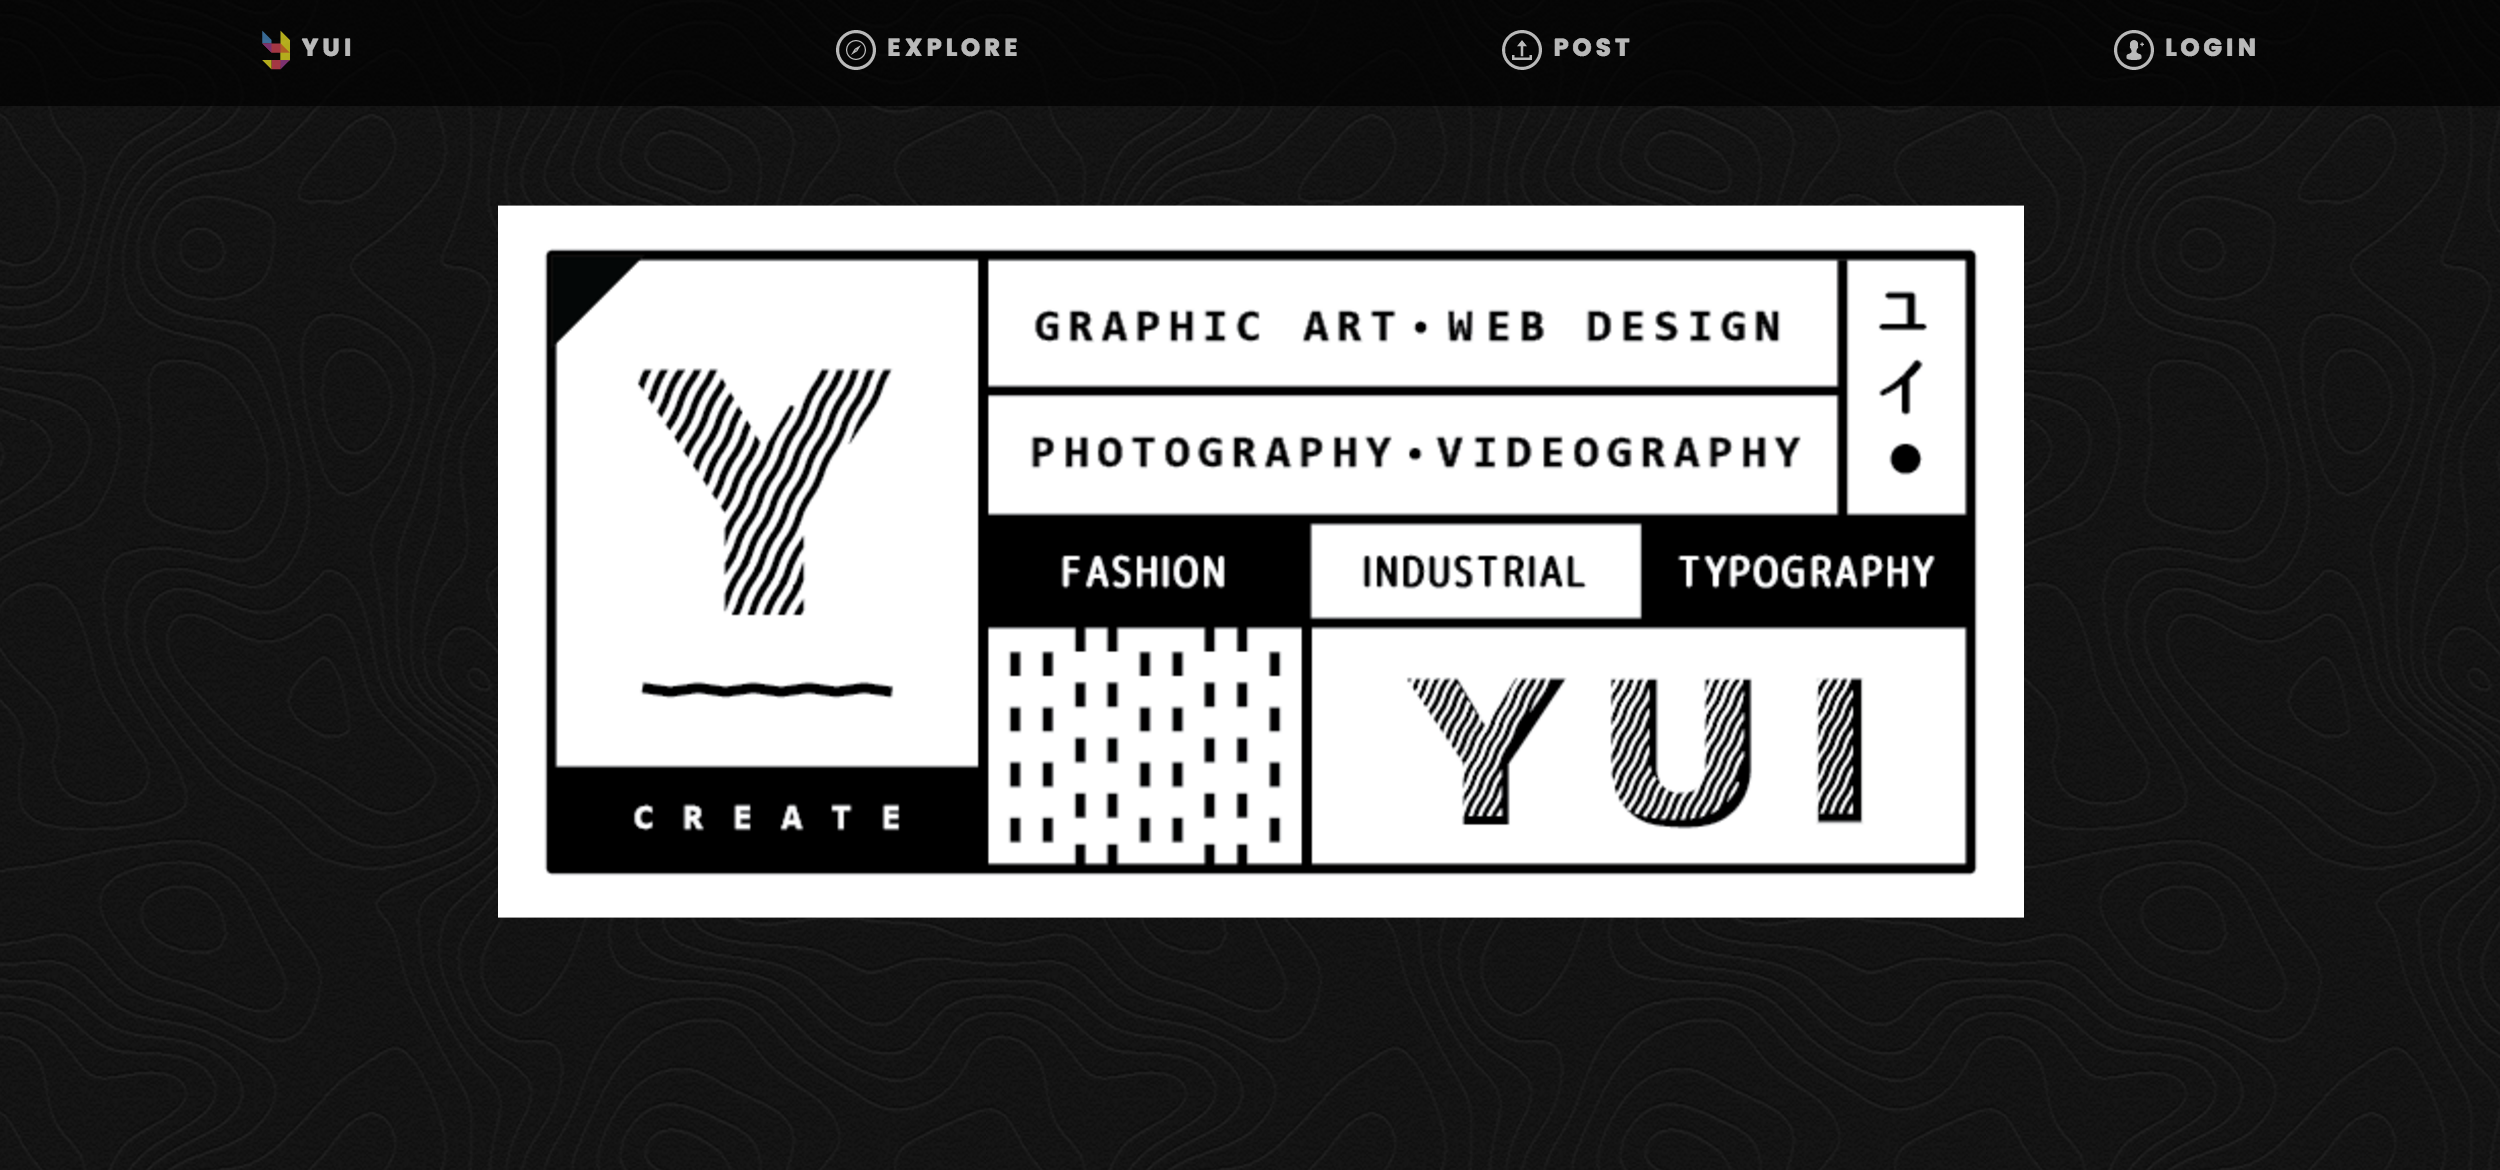 YUI
EXPLORE
POST
LOGIN
Y
CREATE
GRAPHIC ART•WEB DESIGN
PHOTOGRAPHY•VIDEOGRAPHY
ユイ●
FASHION
INDUSTRIAL
TYPOGRAPHY
YUI